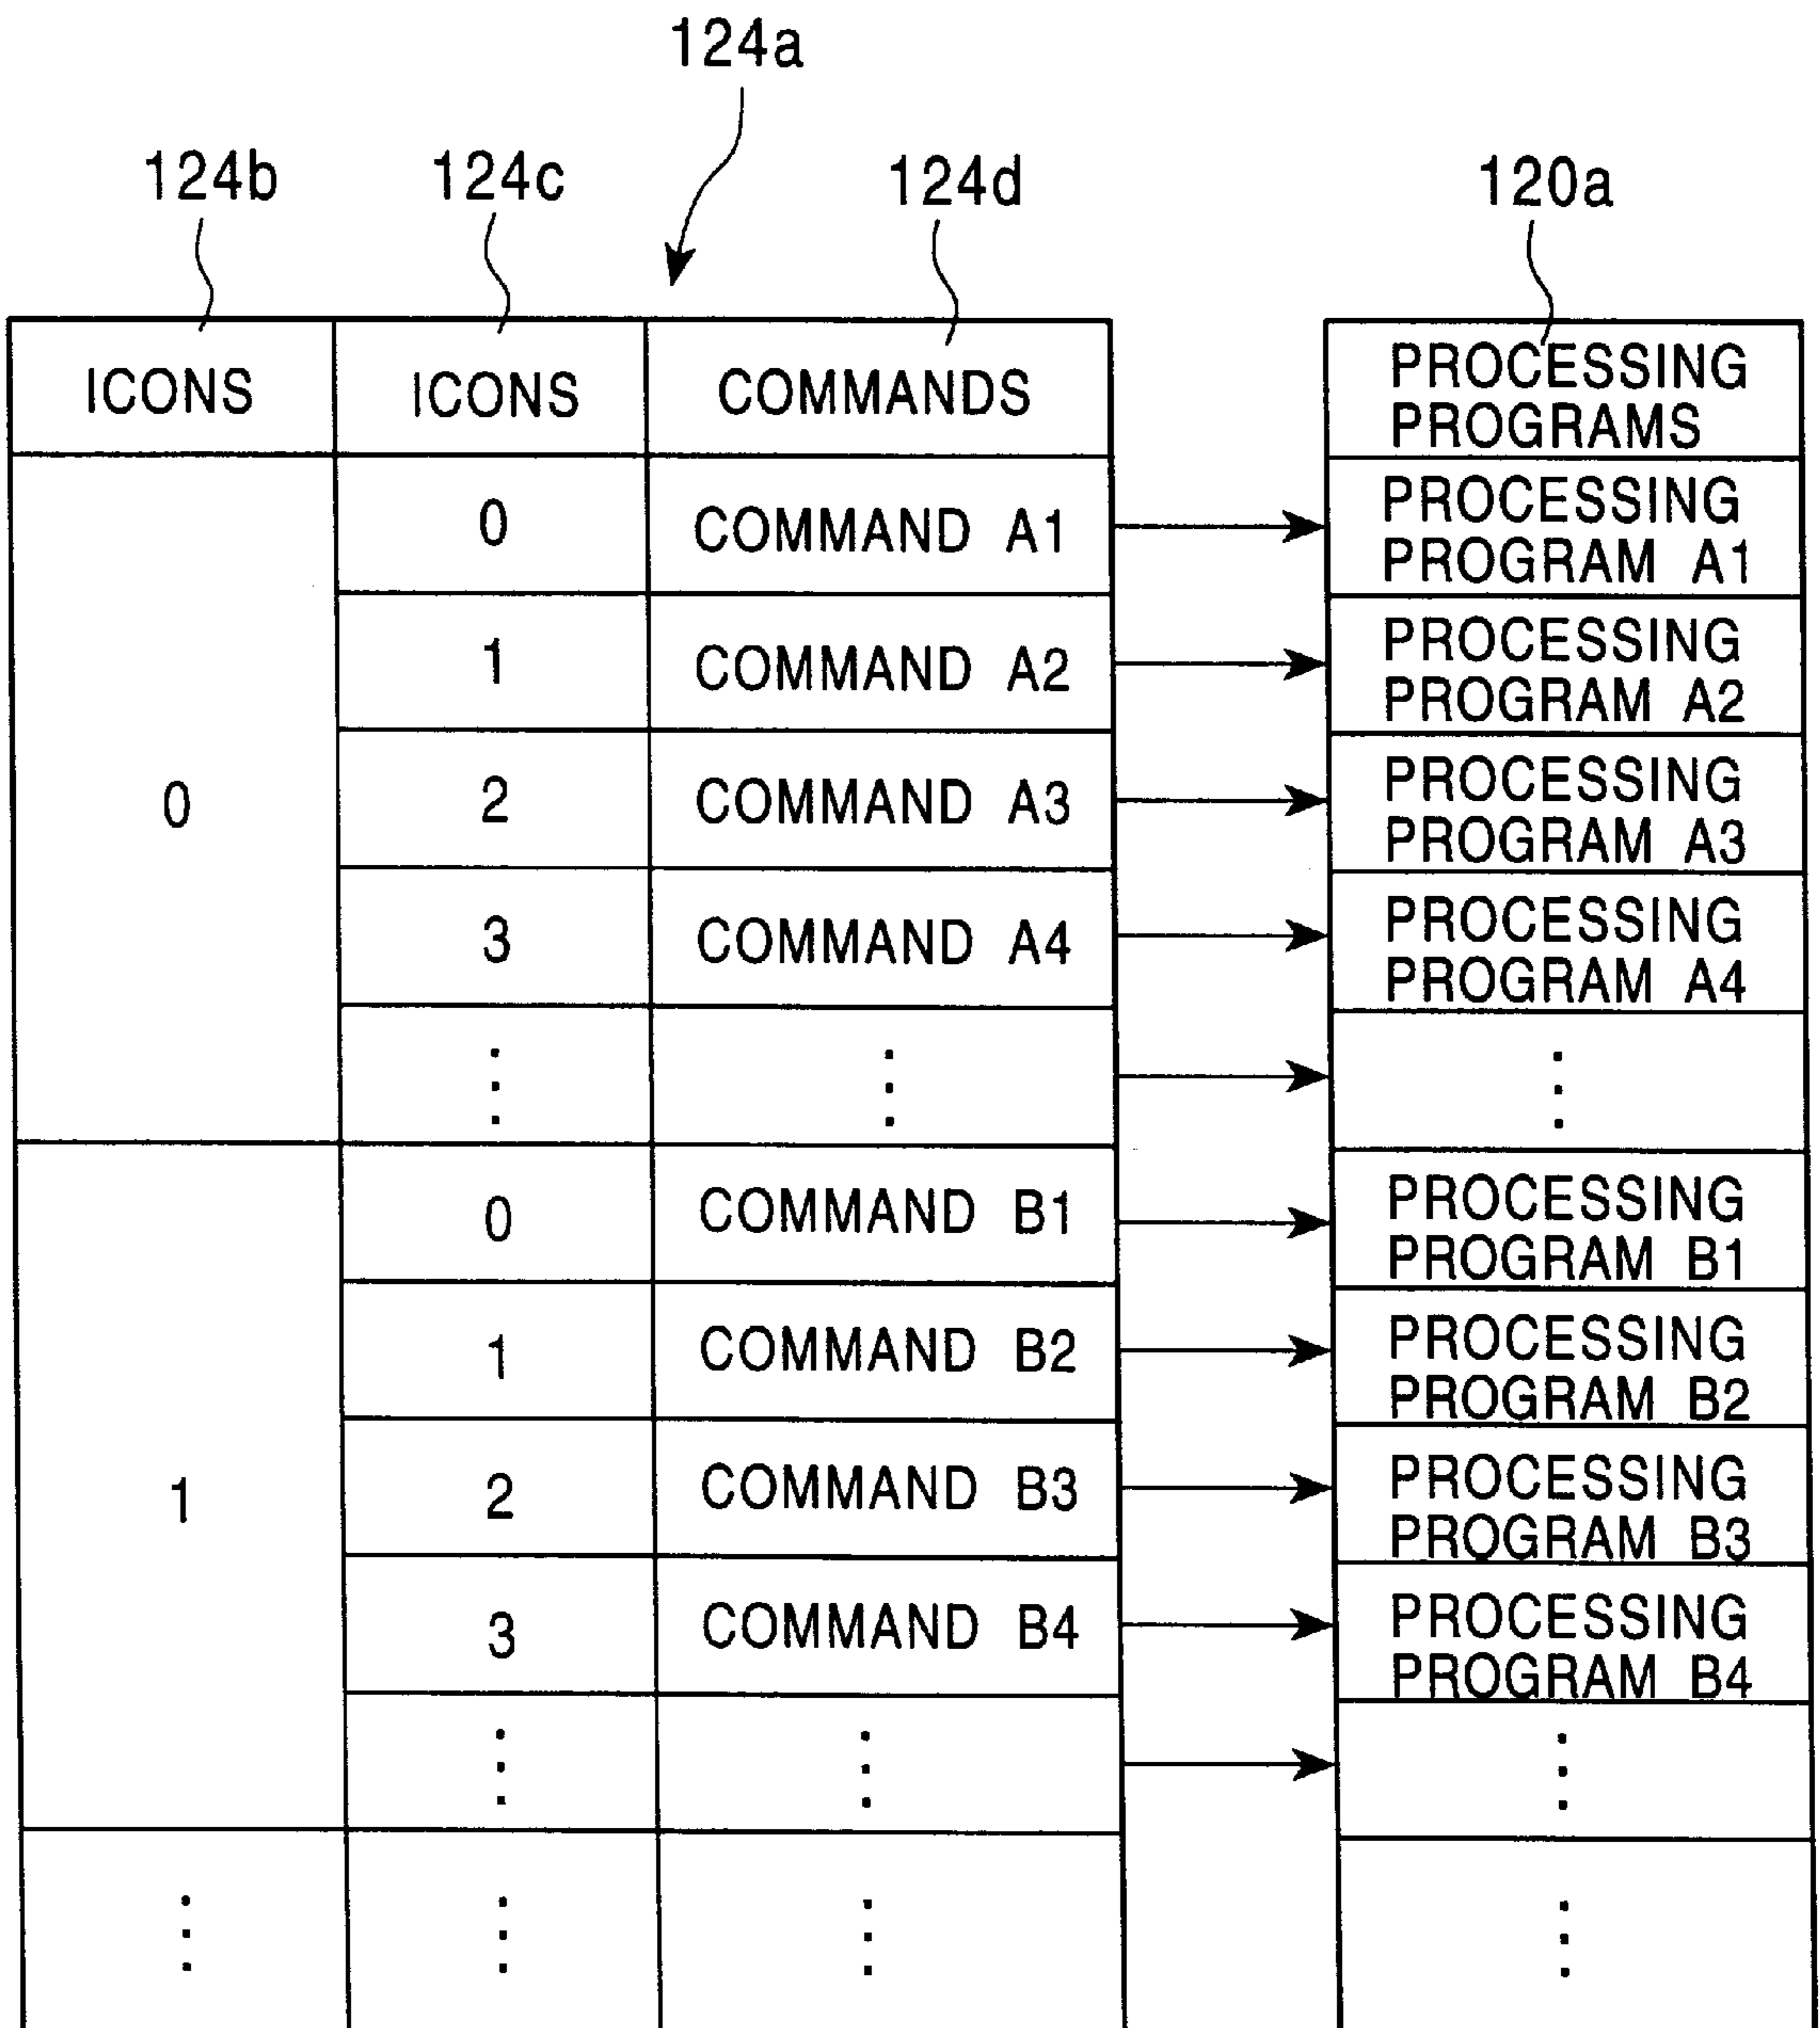 124a
124b 124c 124d 120a
ICONS ICONS COMMANDS PROCESSING PROGRAMS
0
0 COMMAND A1 PROCESSING PROGRAM A1
1 COMMAND A2 PROCESSING PROGRAM A2
2 COMMAND A3 PROCESSING PROGRAM A3
3 COMMAND A4 PROCESSING PROGRAM A4
⋮ ⋮ ⋮
1
0 COMMAND B1 PROCESSING PROGRAM B1
1 COMMAND B2 PROCESSING PROGRAM B2
2 COMMAND B3 PROCESSING PROGRAM B3
3 COMMAND B4 PROCESSING PROGRAM B4
⋮ ⋮ ⋮
⋮ ⋮ ⋮ ⋮